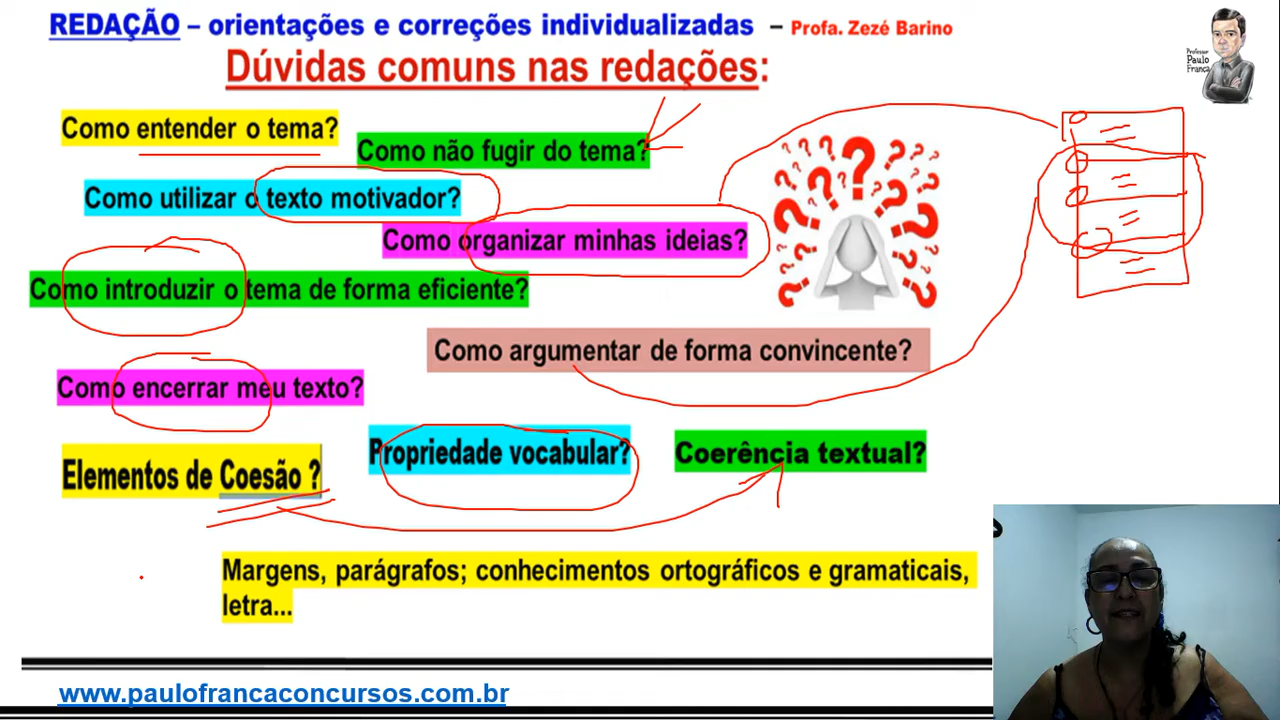 REDAÇÃO – orientações e correções individualizadas – Profa. Zezé Barino
Dúvidas comuns nas redações:
Professor
Paulo
França
Como entender o tema?
Como não fugir do tema?
Como utilizar o texto motivador?
Como organizar minhas ideias?
Como introduzir o tema de forma eficiente?
Como argumentar de forma convincente?
Como encerrar meu texto?
Elementos de Coesão ?
Propriedade vocabular?
Coerência textual?
Margens, parágrafos; conhecimentos ortográficos e gramaticais,
letra...
www.paulofrancaconcursos.com.br